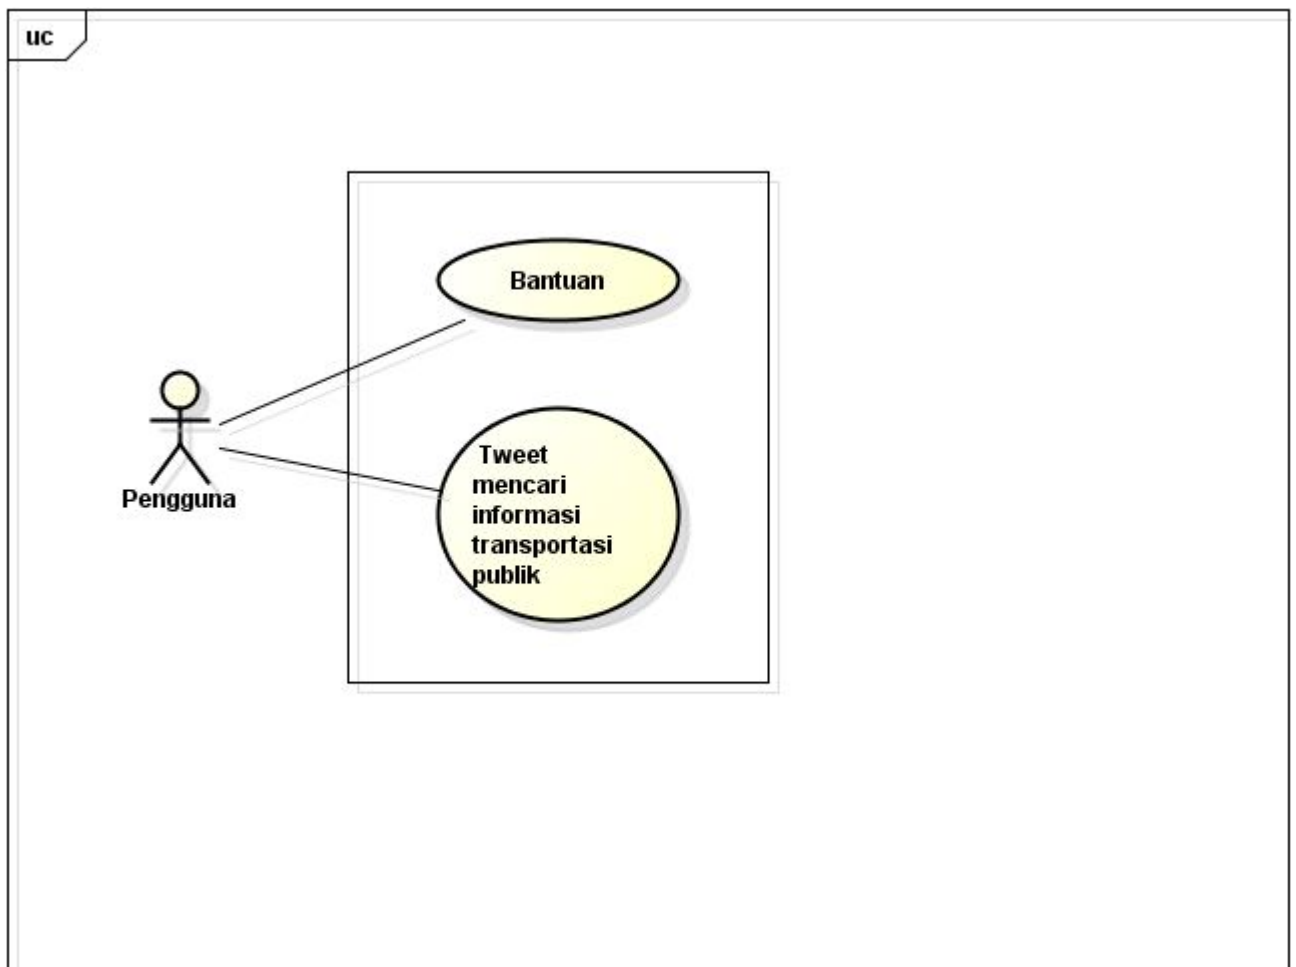 uc
Bantuan
Pengguna
Tweet
mencari
informasi
transportasi
publik